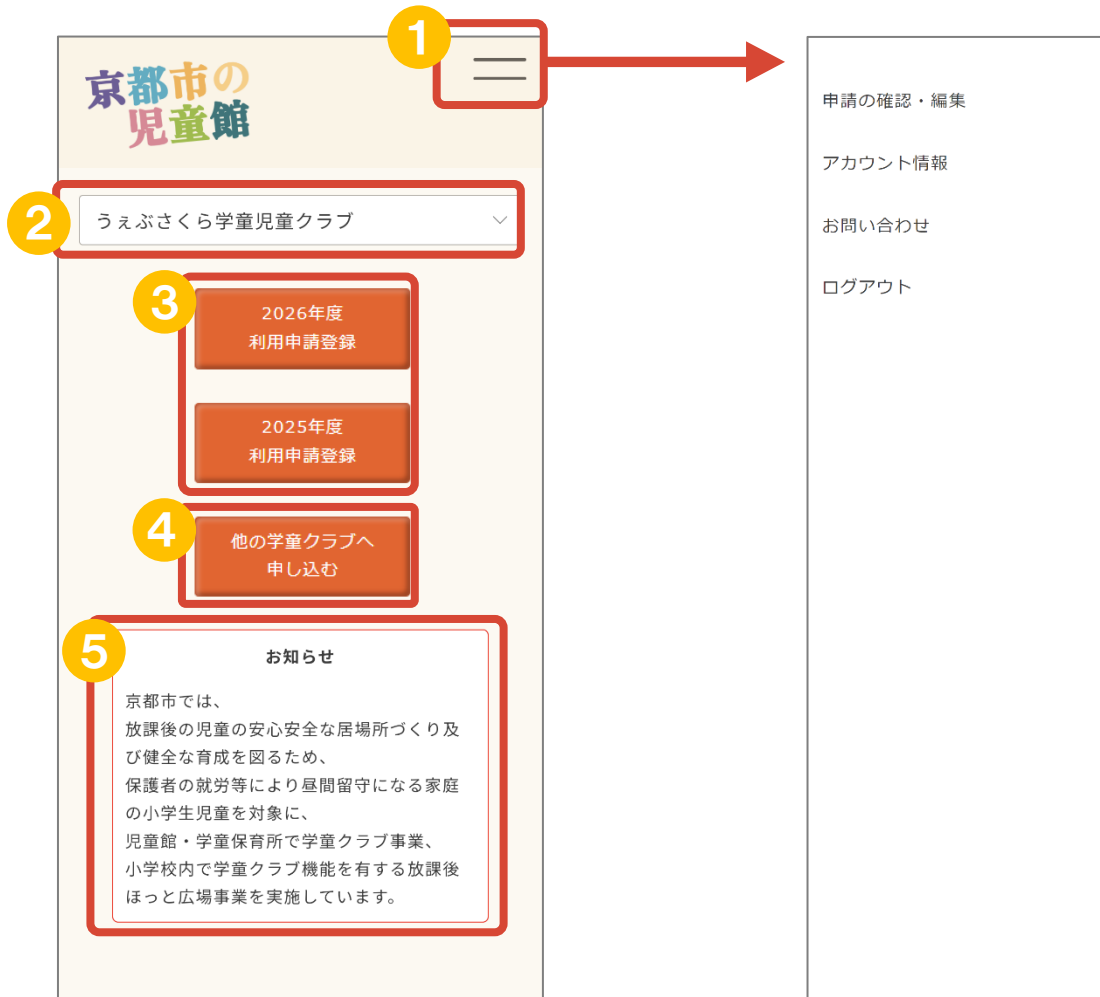 1
京都市の
児童館
2
うぇぶさくら学童児童クラブ
3
2026年度
利用申請登録
2025年度
利用申請登録
4
他の学童クラブへ
申し込む
5
お知らせ
京都市では、
放課後の児童の安心安全な居場所づくり及
び健全な育成を図るため、
保護者の就労等により昼間留守になる家庭
の小学生児童を対象に、
児童館・学童保育所で学童クラブ事業、
小学校内で学童クラブ機能を有する放課後
ほっと広場事業を実施しています。
申請の確認・編集
アカウント情報
お問い合わせ
ログアウト